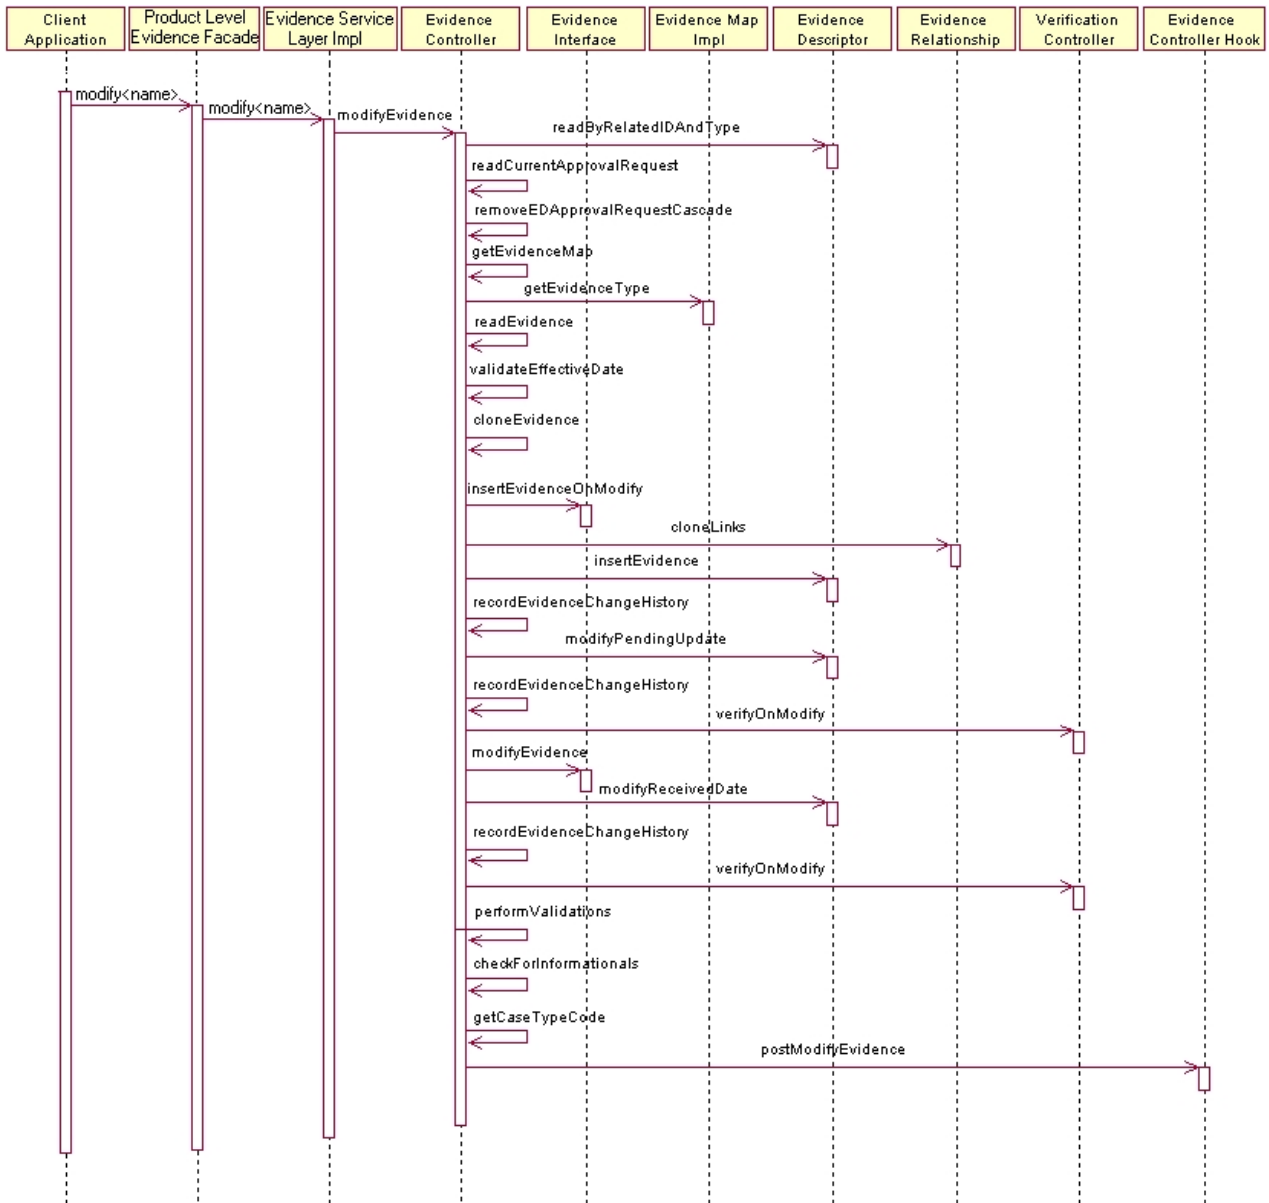 Client
Application
Product Level
Evidence Facade
Evidence Service
Layer Impl
Evidence
Controller
Evidence
Interface
Evidence Map
Impl
Evidence
Descriptor
Evidence
Relationship
Verification
Controller
Evidence
Controller Hook
modify<name>
modify<name>
modifyEvidence
readByRelatedIDAndType
readCurrentApprovalRequest
removeEDApprovalRequestCascade
getEvidenceMap
getEvidenceType
readEvidence
validateEffectiveDate
cloneEvidence
insertEvidenceOnModify
cloneLinks
insertEvidence
recordEvidenceChangeHistory
modifyPendingUpdate
recordEvidenceChangeHistory
verifyOnModify
modifyEvidence
modifyReceivedDate
recordEvidenceChangeHistory
verifyOnModify
performValidations
checkForInformationals
getCaseTypeCode
postModifyEvidence